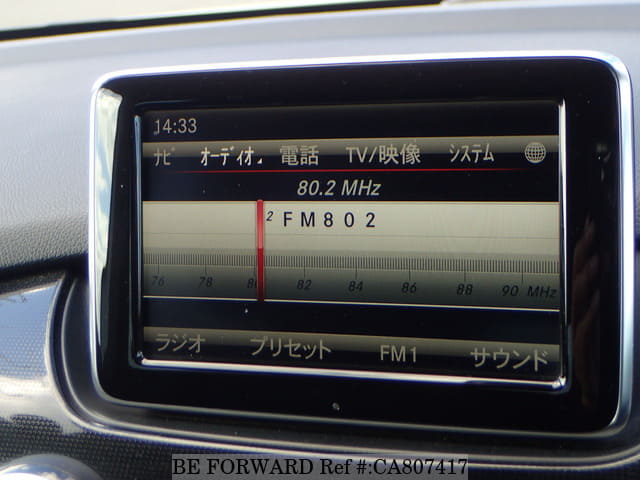 14:33
ナビ オーディオ 電話 TV/映像 システム
80.2 MHz
2 FM802
76 78 80 82 84 86 88 90 MHz
ラジオ プリセット FM1 サウンド
BE FORWARD Ref #:CA807417